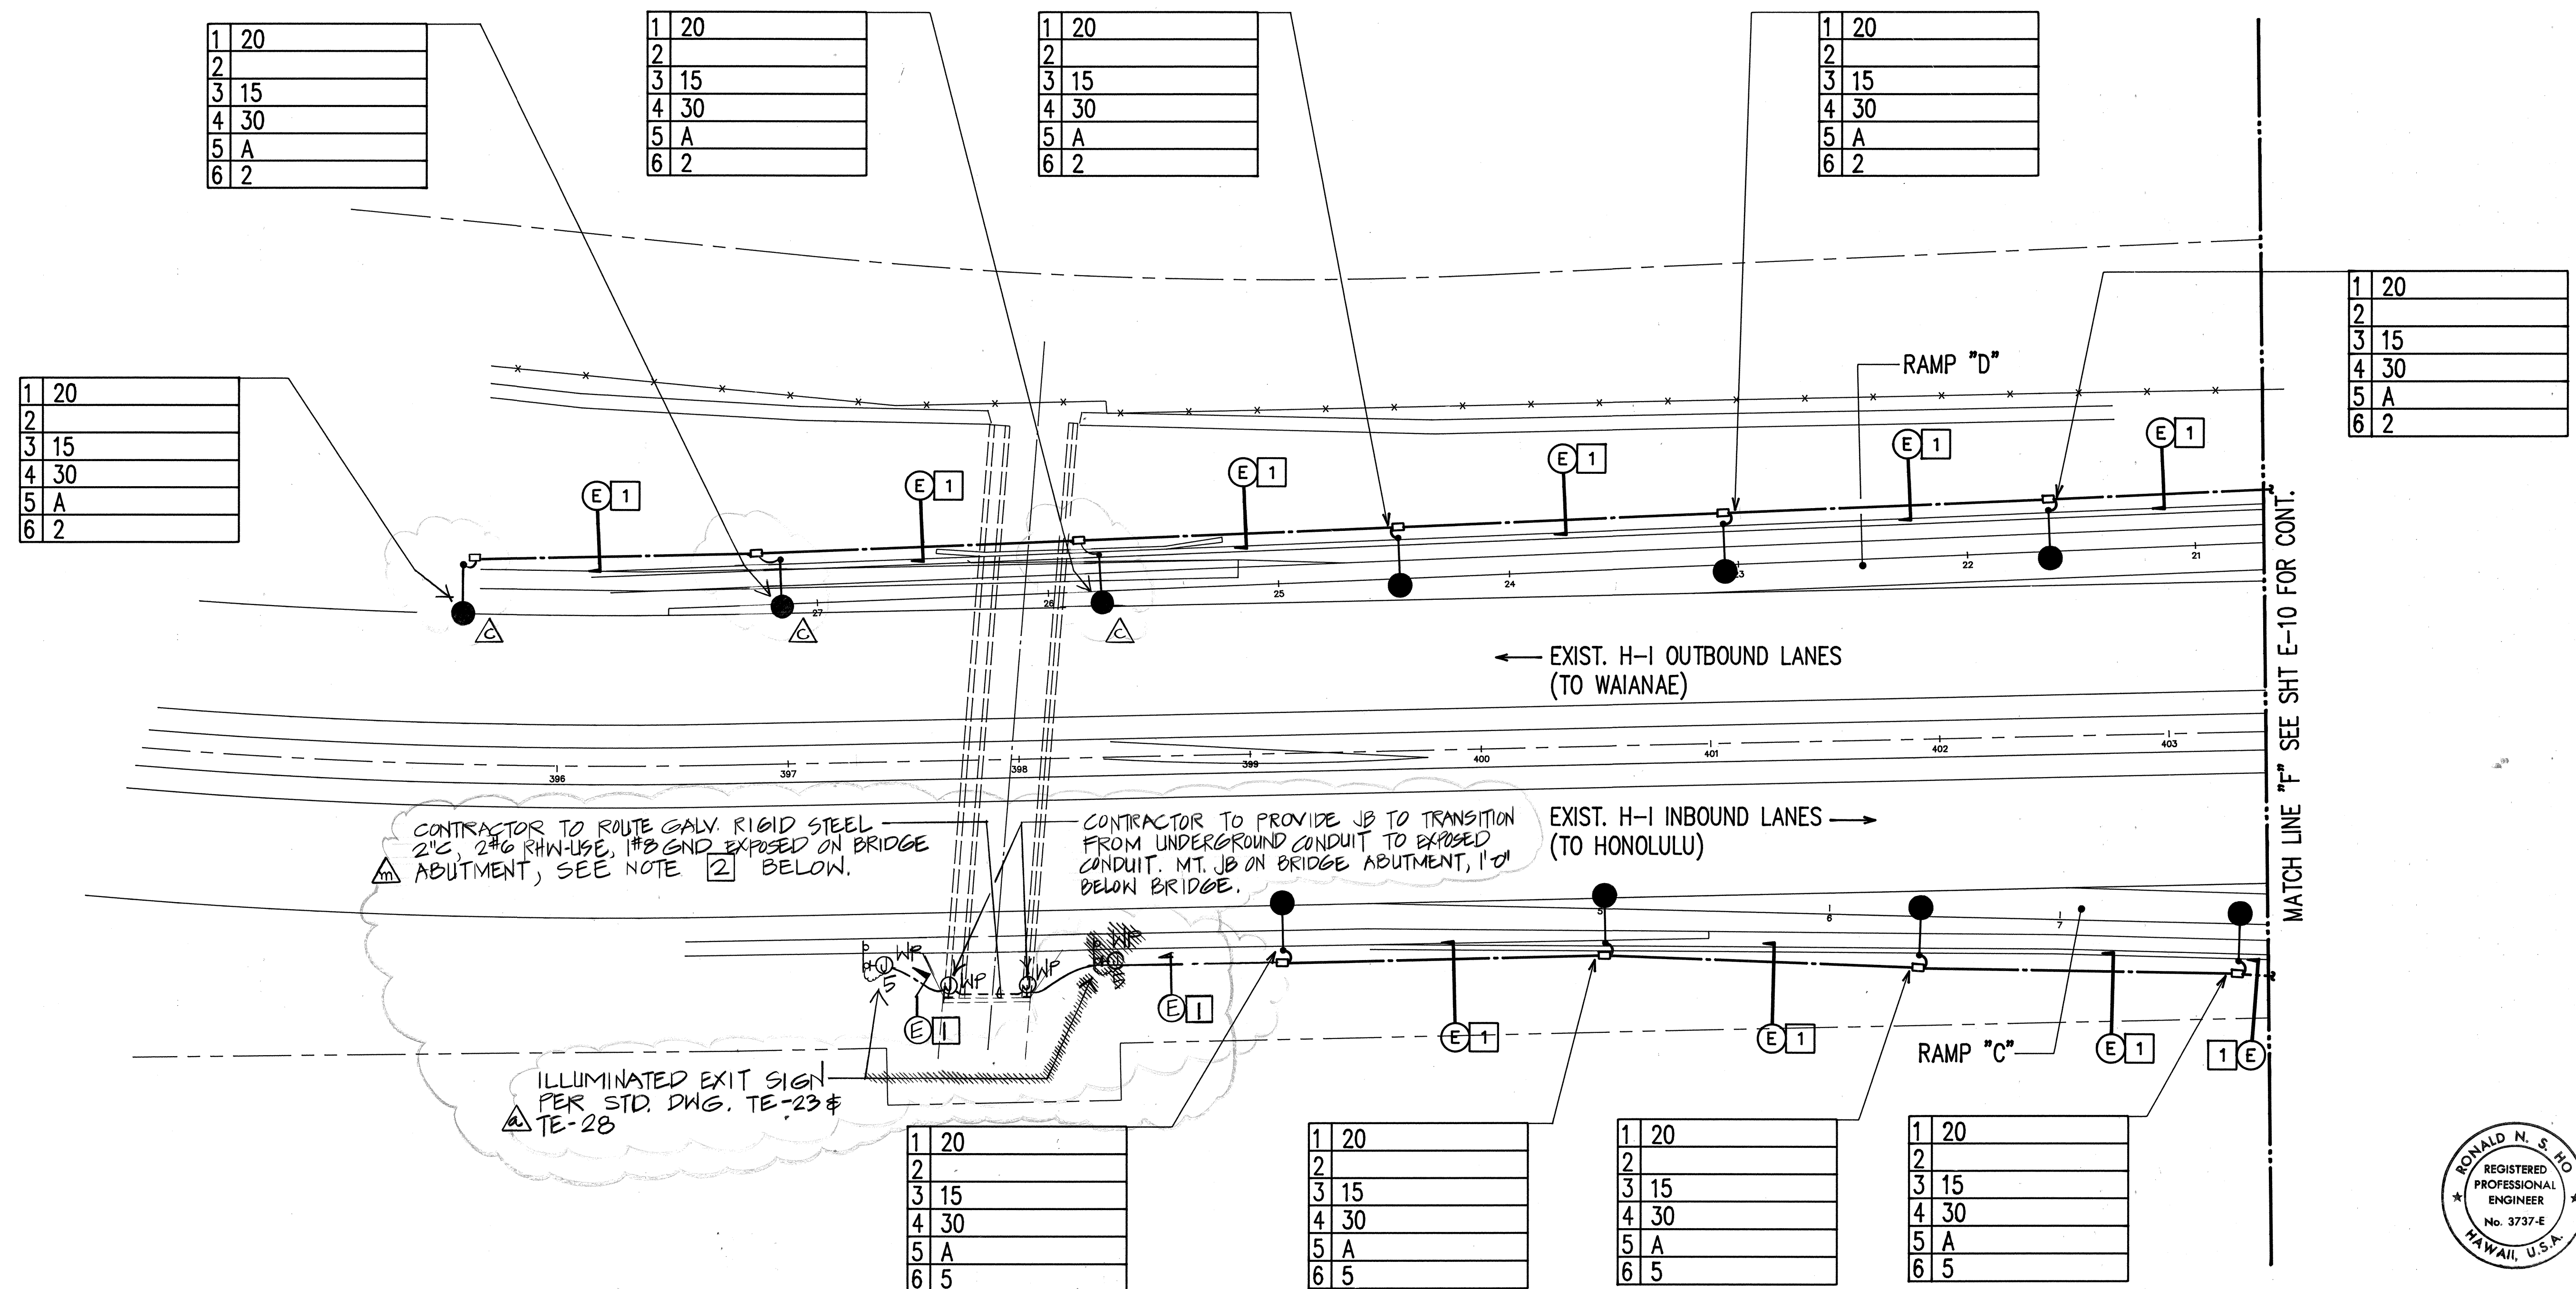 1 20
2
3 15
4 30
5 A
6 2
1 20
2
3 15
4 30
5 A
6 2
1 20
2
3 15
4 30
5 A
6 2
1 20
2
3 15
4 30
5 A
6 2
1 20
2
3 15
4 30
5 A
6 2
1 20
2
3 15
4 30
5 A
6 2
RAMP "D"
E 1
E 1
E 1
E 1
E 1
E 1
27
26
25
24
23
22
21
C
C
C
MATCH LINE "F" SEE SHT E-10 FOR CONT.
EXIST. H-I OUTBOUND LANES
(TO WAIANAE)
396
397
398
399
400
401
402
403
CONTRACTOR TO ROUTE GALV. RIGID STEEL
2"C, 2#6 RHW-USE, 1#8 GND EXPOSED ON BRIDGE
ABUTMENT, SEE NOTE 2 BELOW.
m
CONTRACTOR TO PROVIDE JB TO TRANSITION
FROM UNDERGROUND CONDUIT TO EXPOSED
CONDUIT. MT. JB ON BRIDGE ABUTMENT, 1'0"
BELOW BRIDGE.
EXIST. H-I INBOUND LANES
(TO HONOLULU)
5
6
7
WP
WP
WP
WP
J
J
J
5
E 1
E 1
E 1
E 1
E 1
1 E
RAMP "C"
ILLUMINATED EXIT SIGN
PER STD. DWG. TE-23 &
TE-28
a
1 20
2
3 15
4 30
5 A
6 5
1 20
2
3 15
4 30
5 A
6 5
1 20
2
3 15
4 30
5 A
6 5
1 20
2
3 15
4 30
5 A
6 5
RONALD N. S. HO
REGISTERED
PROFESSIONAL
ENGINEER
No. 3737-E
HAWAII, U.S.A.